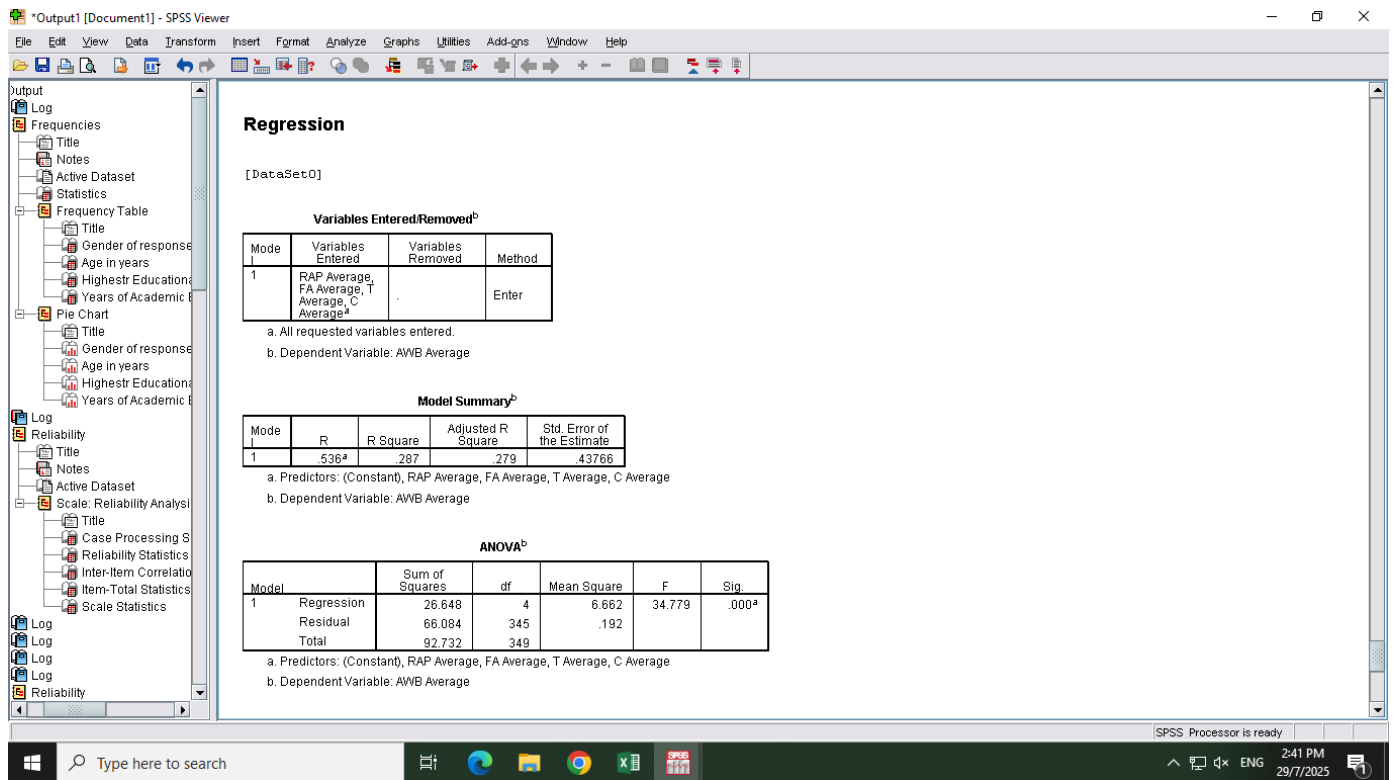 *Output1 [Document1] - SPSS Viewer
File Edit View Data Transform Insert Format Analyze Graphs Utilities Add-ons Window Help
Output
Log
Frequencies
Title
Notes
Active Dataset
Statistics
Frequency Table
Title
Gender of response
Age in years
Highestr Educationa
Years of Academic E
Pie Chart
Title
Gender of response
Age in years
Highestr Educationa
Years of Academic E
Log
Reliability
Title
Notes
Active Dataset
Scale: Reliability Analysi
Title
Case Processing S
Reliability Statistics
Inter-Item Correlatio
Item-Total Statistics
Scale Statistics
Log
Log
Log
Log
Reliability
Regression
[DataSet0]
Variables Entered/Removedb
Mode Variables Variables
l Entered Removed Method
1 RAP Average,
FA Average, T
Average, C . Enter
Averagea
a. All requested variables entered.
b. Dependent Variable: AWB Average
Model Summaryb
Mode Adjusted R Std. Error of
l R R Square Square the Estimate
1 .536a .287 .279 .43766
a. Predictors: (Constant), RAP Average, FA Average, T Average, C Average
b. Dependent Variable: AWB Average
ANOVAb
Sum of
Model Squares df Mean Square F Sig.
1 Regression 26.648 4 6.662 34.779 .000a
Residual 66.084 345 .192
Total 92.732 349
a. Predictors: (Constant), RAP Average, FA Average, T Average, C Average
b. Dependent Variable: AWB Average
SPSS Processor is ready
Type here to search
SPSS
ENG
2:41 PM
29/7/2025
1